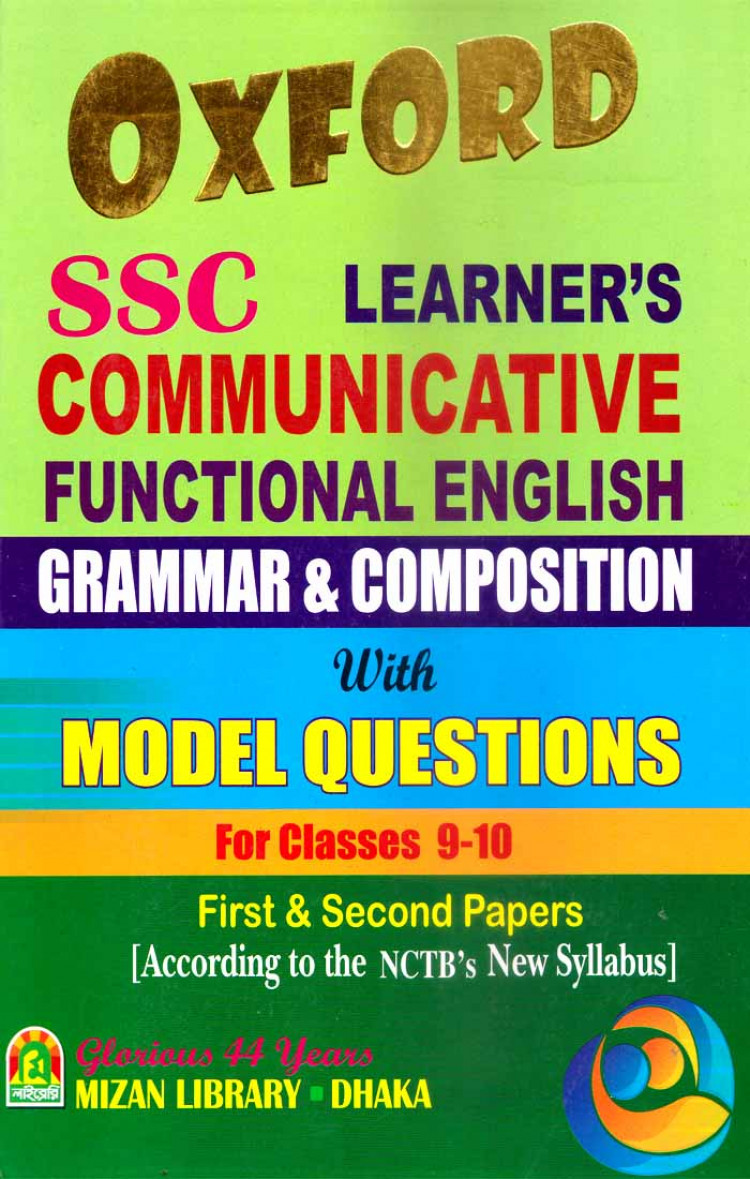 OXFORD
SSC LEARNER'S
COMMUNICATIVE
FUNCTIONAL ENGLISH
GRAMMAR & COMPOSITION
With
MODEL QUESTIONS
For Classes 9-10
First & Second Papers
[According to the NCTB's New Syllabus]
Glorious 44 Years
MIZAN LIBRARY ▪ DHAKA
মি
লাইব্রেরি